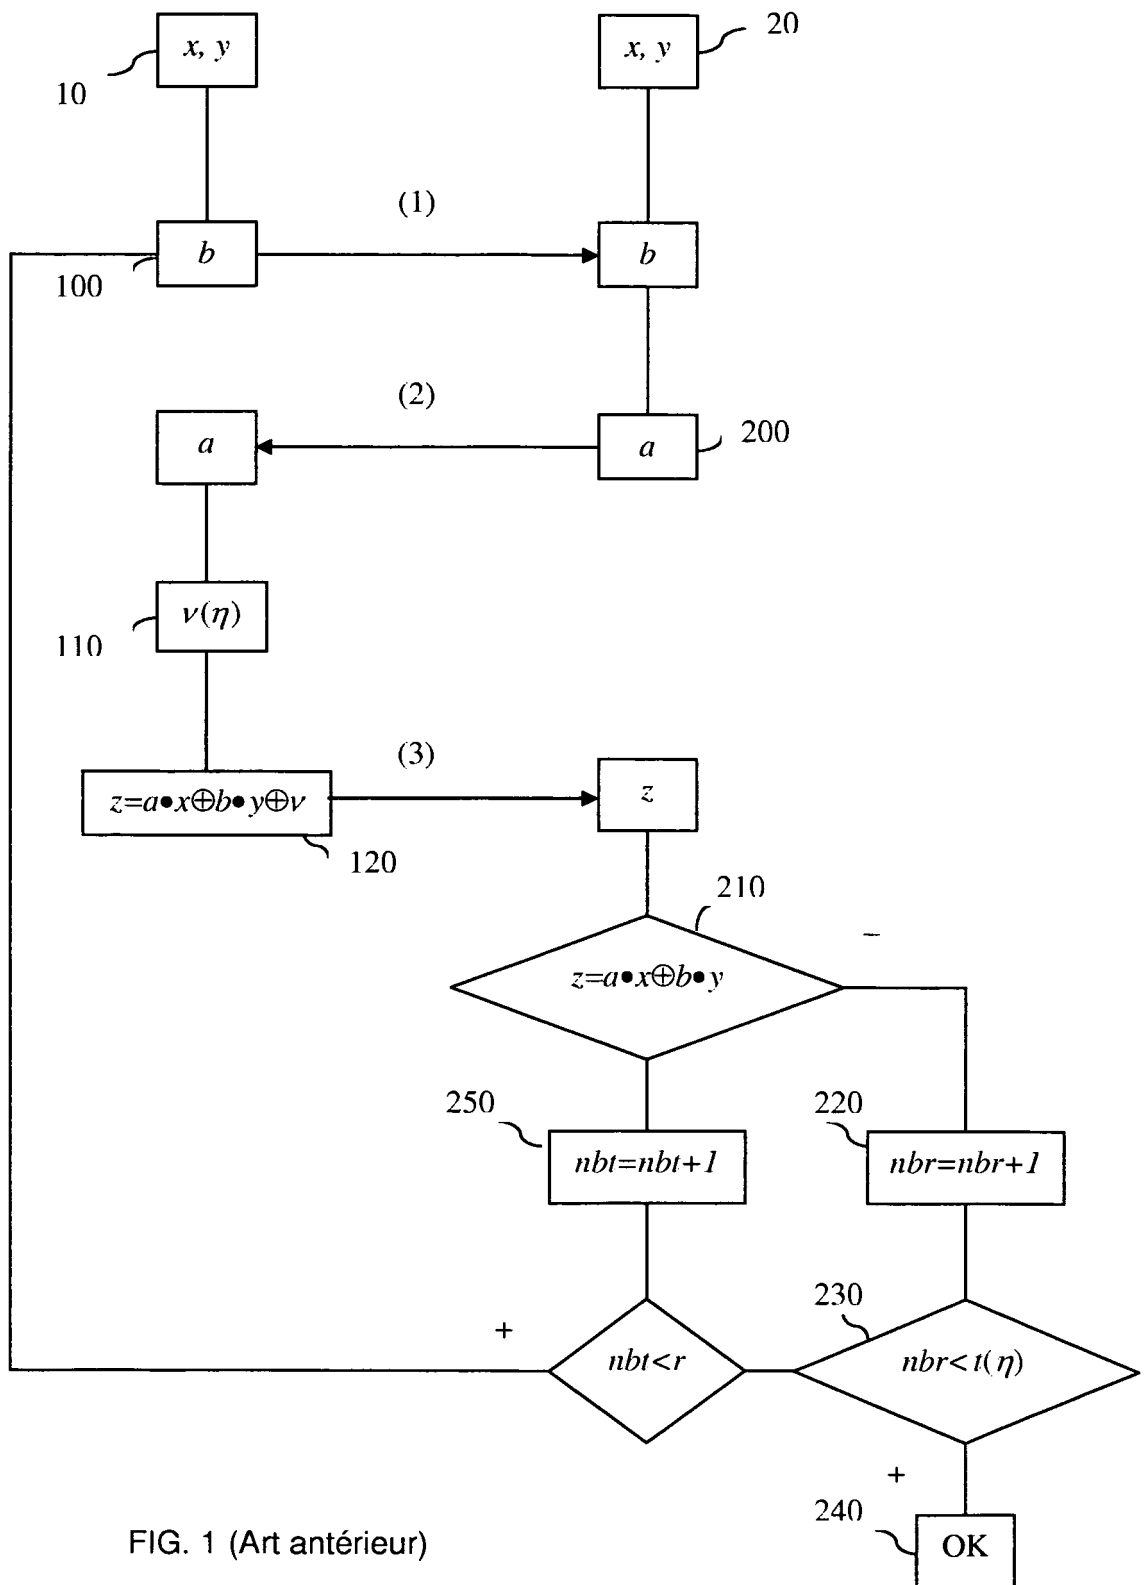 x, y
20
x, y
10
(1)
b
b
100
(2)
a
a
200
ν(η)
110
(3)
z=a•x⊕b•y⊕ν
z
120
210
–
z=a•x⊕b•y
250
220
nbt=nbt+1
nbr=nbr+1
230
+
nbt<r
nbr<t(η)
+
240
OK
FIG. 1 (Art antérieur)